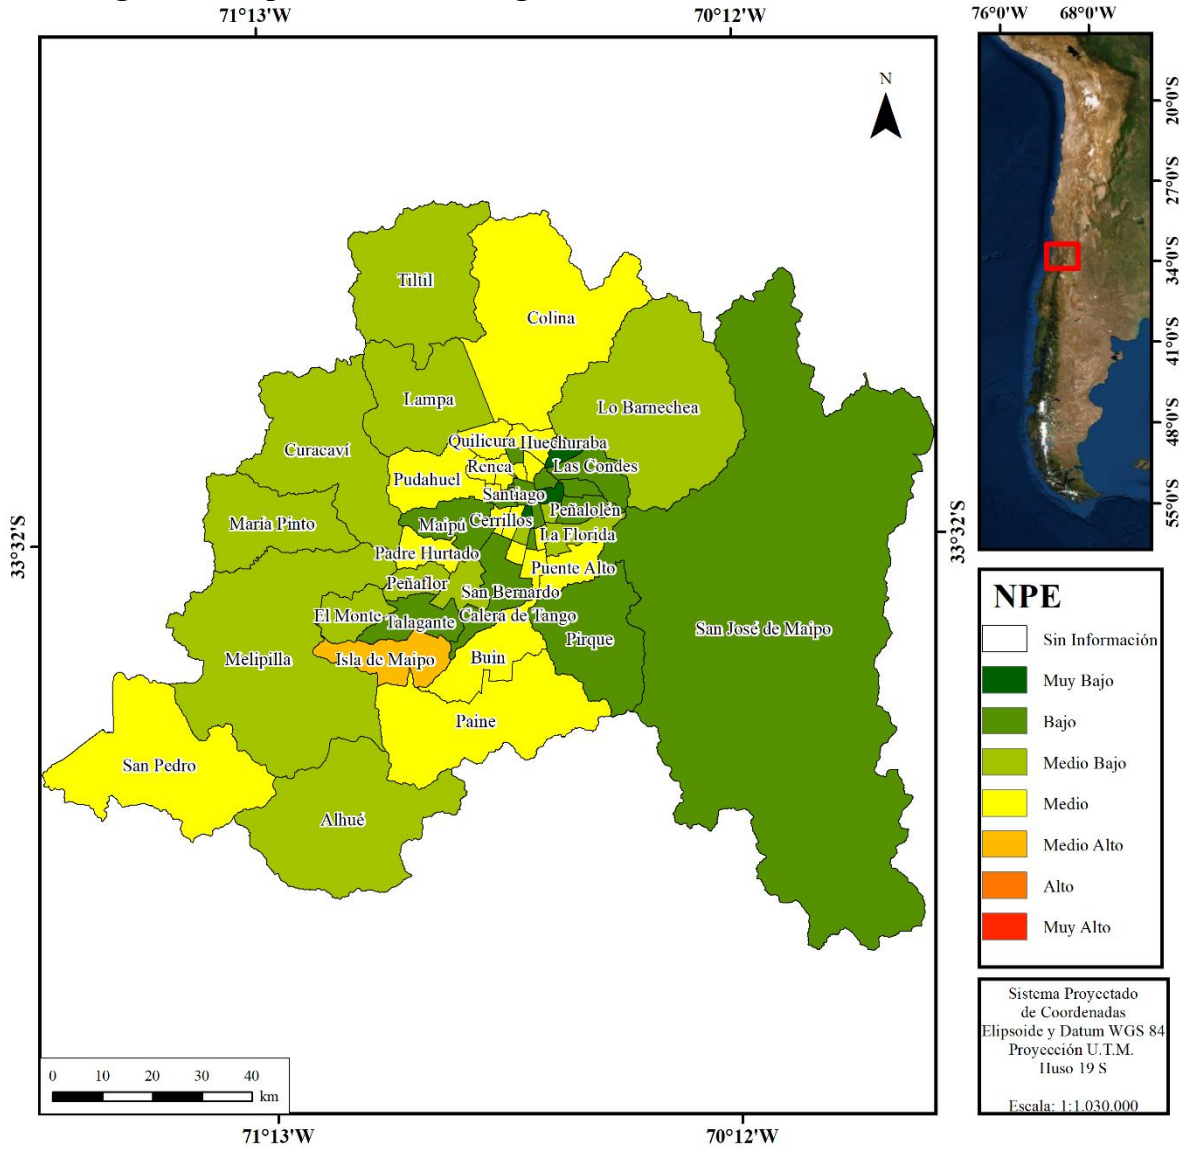 71°13'W
70°12'W
76°0'W
68°0'W
N
20°0'S
27°0'S
34°0'S
41°0'S
48°0'S
55°0'S
33°32'S
33°32'S
Tiltil
Colina
Lampa
Lo Barnechea
Curacaví
Quilicura
Huechuraba
Renca
Las Condes
Pudahuel
Santiago
Peñalolén
María Pinto
Maipú
Cerrillos
La Florida
Padre Hurtado
Puente Alto
Peñaflor
San Bernardo
El Monte
Talagante
Calera de Tango
Pirque
San José de Maipo
Melipilla
Isla de Maipo
Buin
Paine
San Pedro
Alhué
NPE
Sin Información
Muy Bajo
Bajo
Medio Bajo
Medio
Medio Alto
Alto
Muy Alto
Sistema Proyectado
de Coordenadas
Elipsoide y Datum WGS 84
Proyección U.T.M.
Huso 19 S
Escala: 1:1.030.000
0 10 20 30 40
km
71°13'W
70°12'W